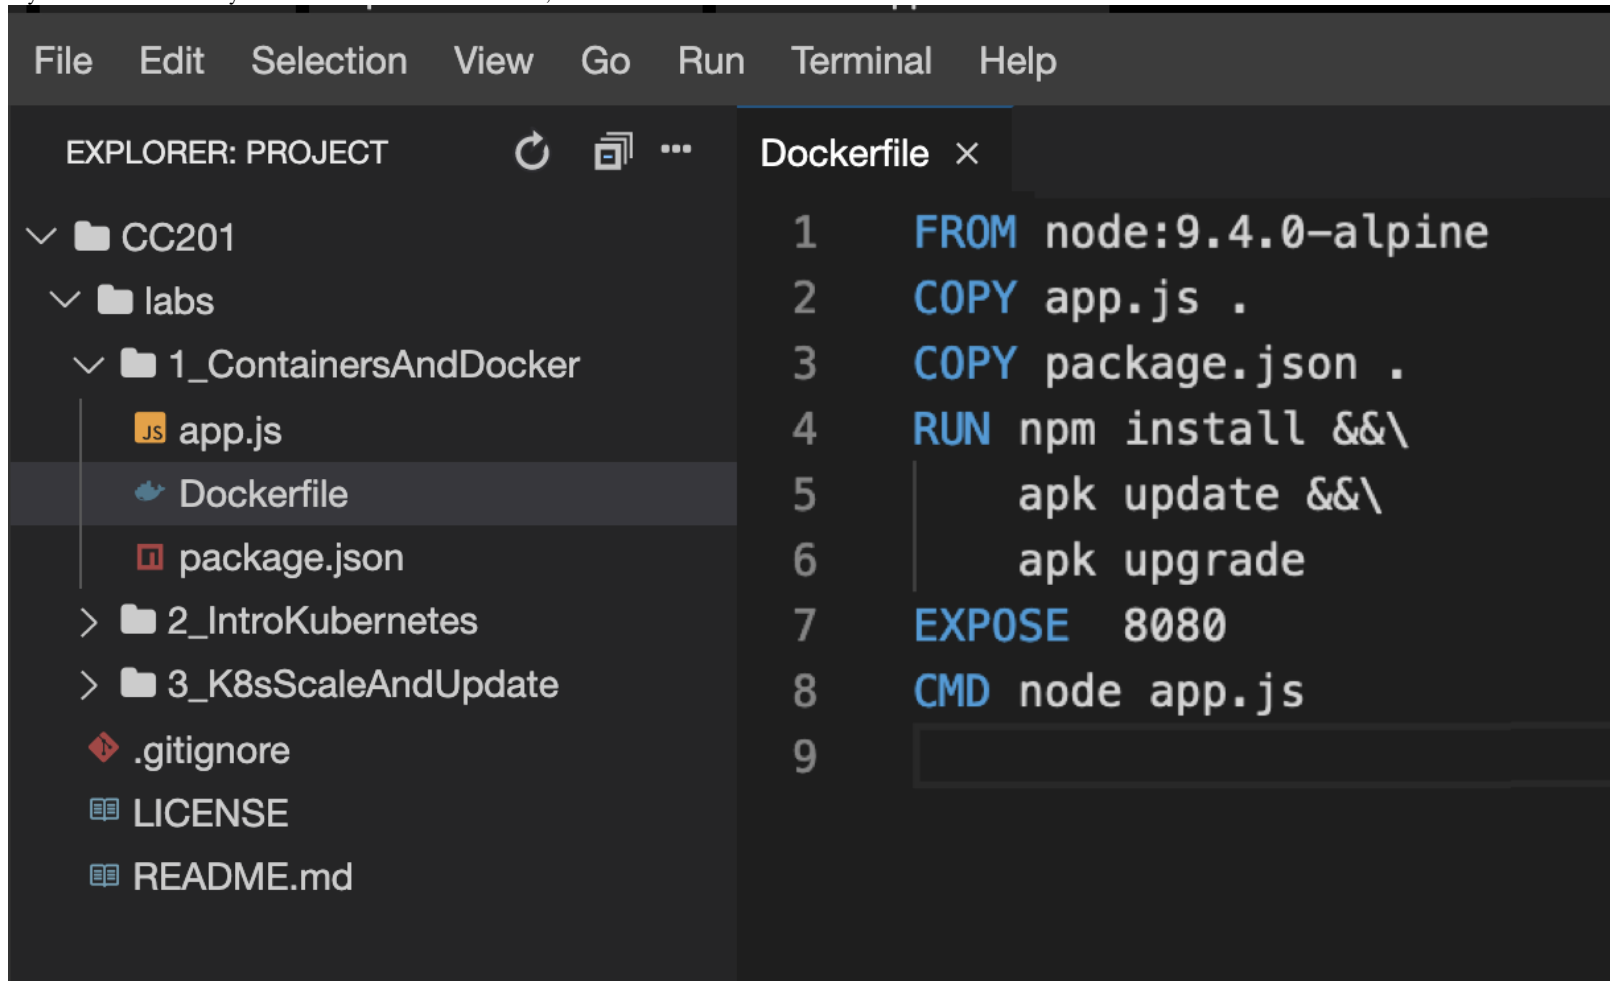 File Edit Selection View Go Run Terminal Help
EXPLORER: PROJECT
CC201
labs
1_ContainersAndDocker
JS app.js
Dockerfile
package.json
2_IntroKubernetes
3_K8sScaleAndUpdate
.gitignore
LICENSE
README.md
Dockerfile
1 FROM node:9.4.0-alpine
2 COPY app.js .
3 COPY package.json .
4 RUN npm install &&\
5 apk update &&\
6 apk upgrade
7 EXPOSE  8080
8 CMD node app.js
9